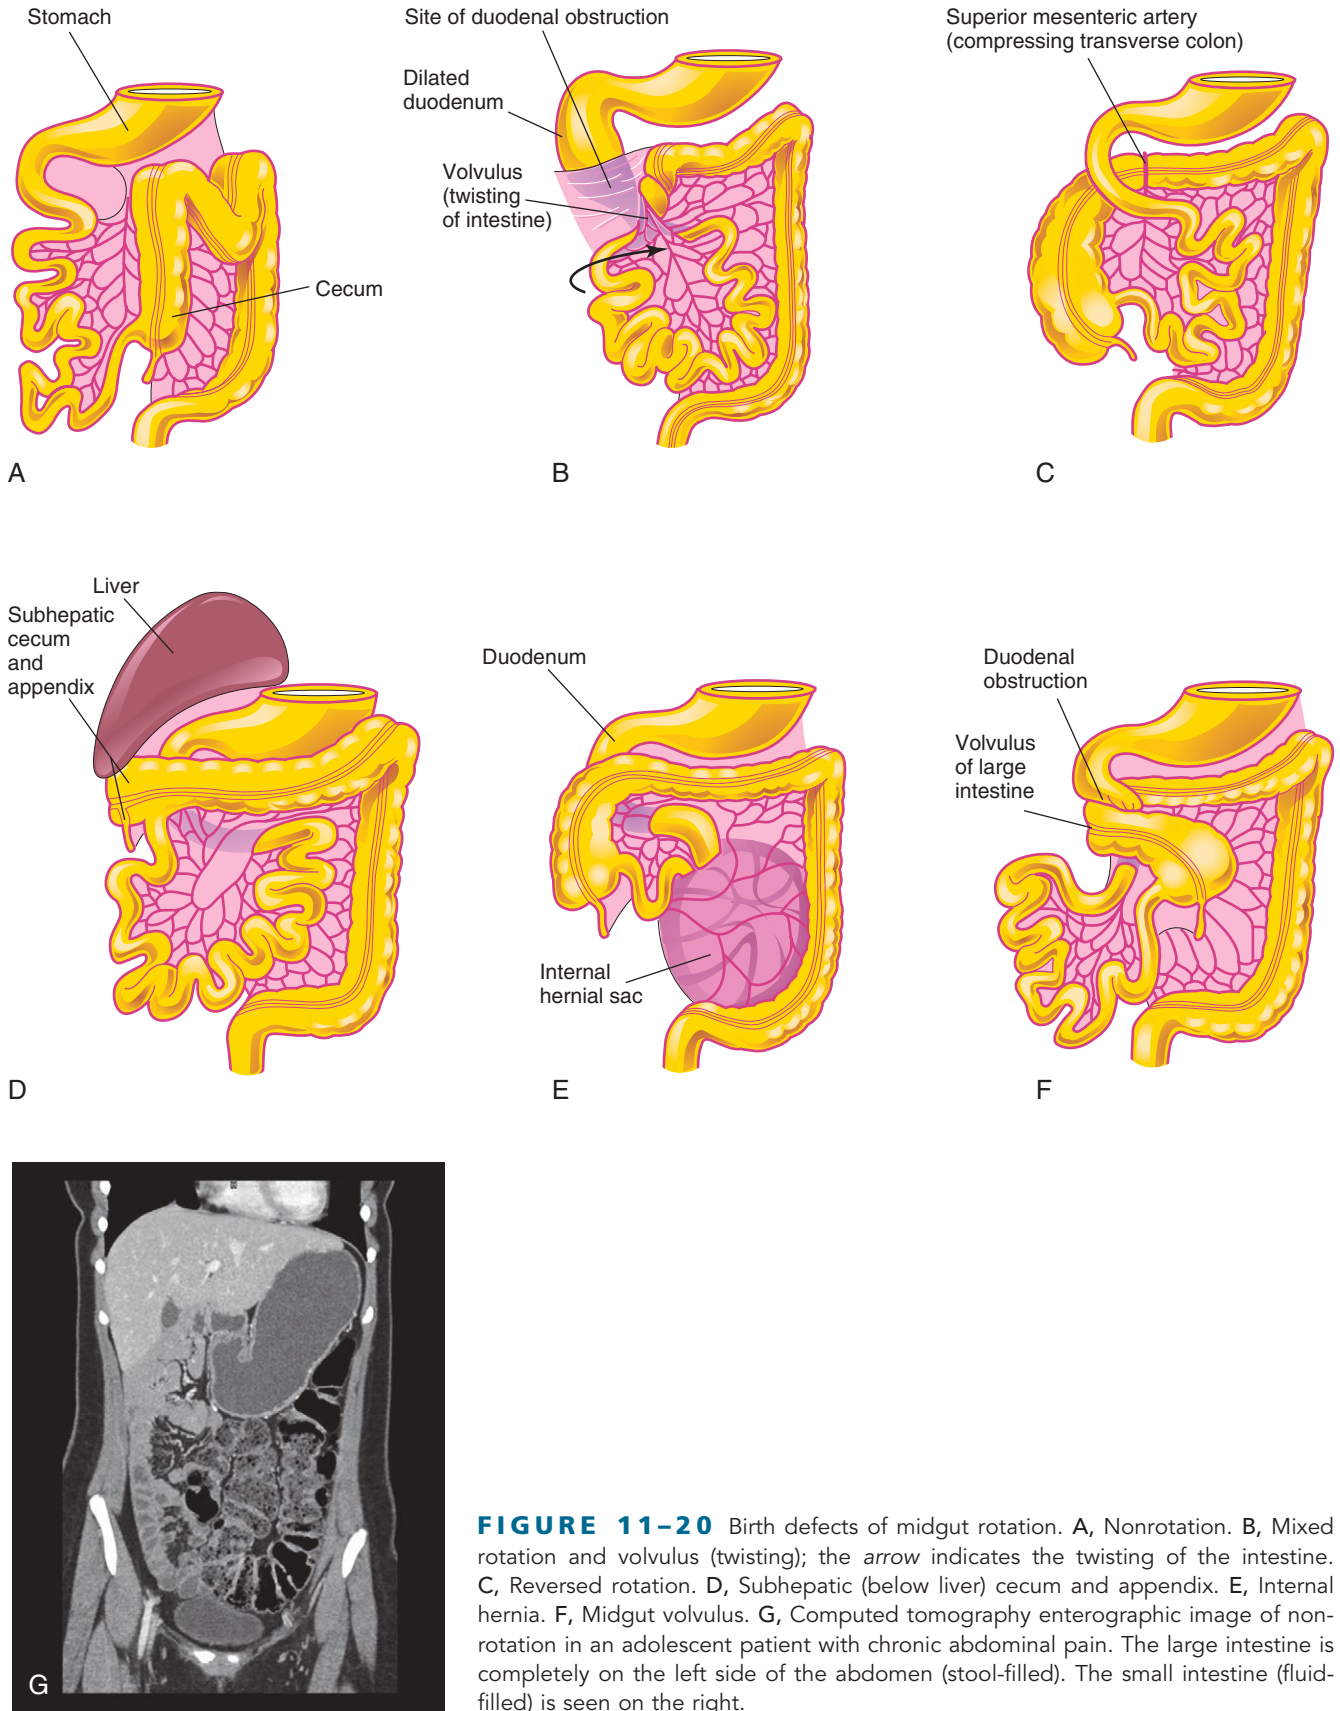 Stomach
Cecum
A
Site of duodenal obstruction
Dilated
duodenum
Volvulus
(twisting
of intestine)
B
Superior mesenteric artery
(compressing transverse colon)
C
Liver
Subhepatic
cecum
and
appendix
D
Duodenum
Internal
hernial sac
E
Duodenal
obstruction
Volvulus
of large
intestine
F
G
FIGURE 11–20 Birth defects of midgut rotation. A, Nonrotation. B, Mixed
rotation and volvulus (twisting); the arrow indicates the twisting of the intestine.
C, Reversed rotation. D, Subhepatic (below liver) cecum and appendix. E, Internal
hernia. F, Midgut volvulus. G, Computed tomography enterographic image of non-
rotation in an adolescent patient with chronic abdominal pain. The large intestine is
completely on the left side of the abdomen (stool-filled). The small intestine (fluid-
filled) is seen on the right.